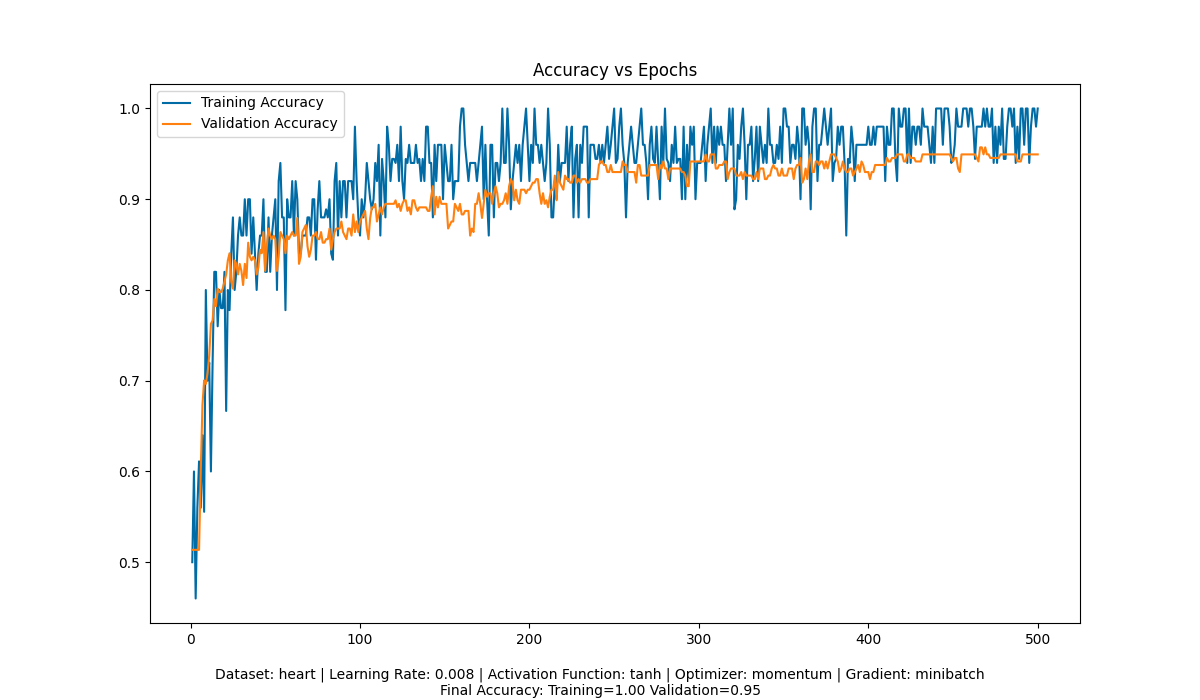 Accuracy vs Epochs
Training Accuracy
Validation Accuracy
1.0
0.9
0.8
0.7
0.6
0.5
0 100 200 300 400 500
Dataset: heart | Learning Rate: 0.008 | Activation Function: tanh | Optimizer: momentum | Gradient: minibatch
Final Accuracy: Training=1.00 Validation=0.95